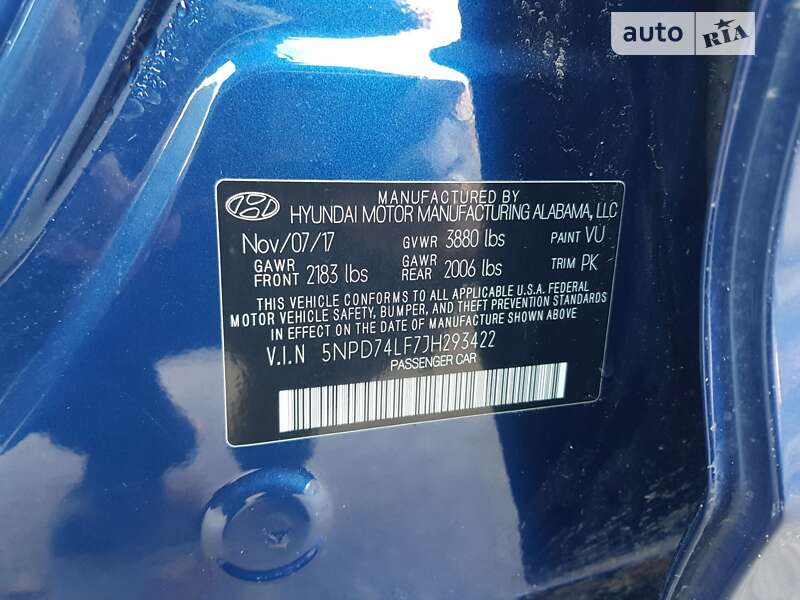 auto RIA
MANUFACTURED BY
HYUNDAI MOTOR MANUFACTURING ALABAMA, LLC
Nov/07/17 GVWR 3880 lbs PAINT VU
GAWR FRONT 2183 lbs GAWR REAR 2006 lbs TRIM PK
THIS VEHICLE CONFORMS TO ALL APPLICABLE U.S.A. FEDERAL
MOTOR VEHICLE SAFETY, BUMPER, AND THEFT PREVENTION STANDARDS
IN EFFECT ON THE DATE OF MANUFACTURE SHOWN ABOVE
V.I.N 5NPD74LF7JH293422
PASSENGER CAR